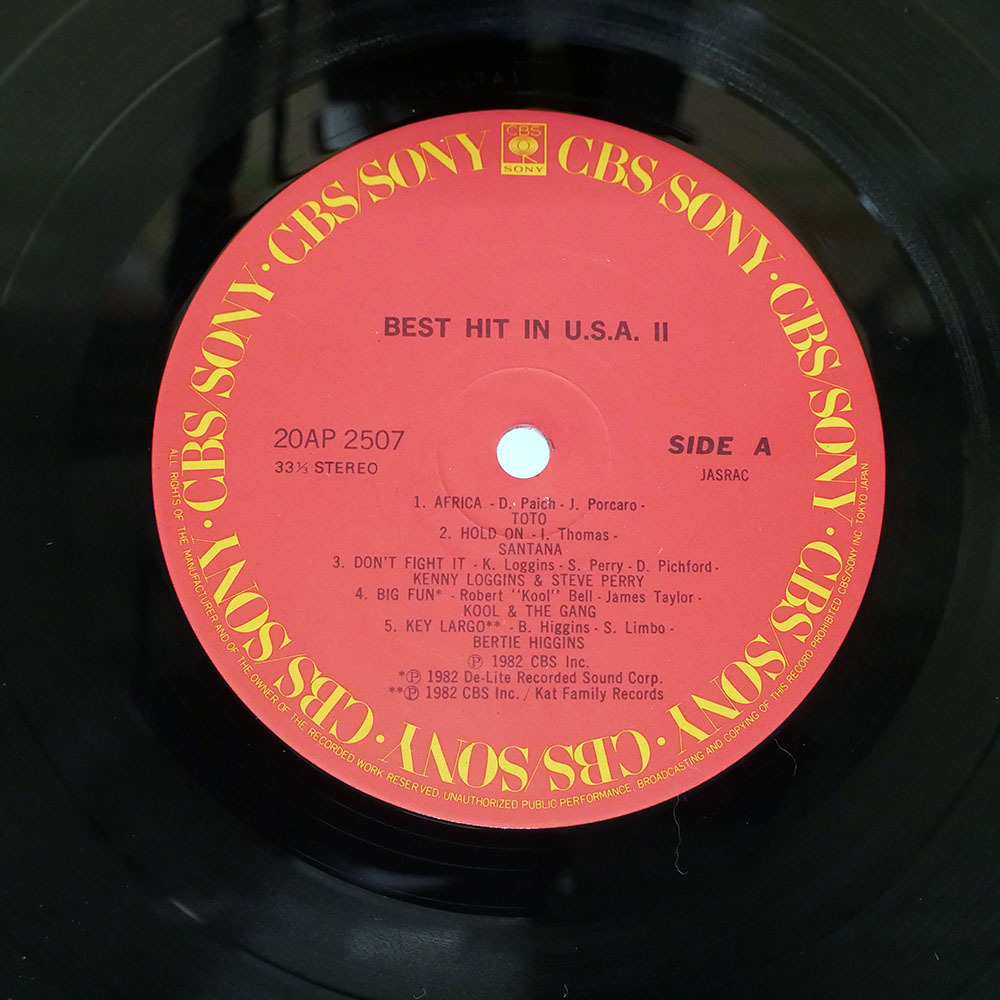 CBS
SONY
CBS/SONY · CBS/SONY · CBS/SONY · CBS/SONY · CBS/SONY · CBS/SONY · CBS/SONY · CBS/SONY
BEST HIT IN U.S.A. II
20AP 2507
33⅓ STEREO
SIDE A
JASRAC
1. AFRICA - D. Paich - J. Porcaro -
TOTO
2. HOLD ON - I. Thomas -
SANTANA
3. DON'T FIGHT IT - K. Loggins - S. Perry - D. Pichford -
KENNY LOGGINS & STEVE PERRY
4. BIG FUN* - Robert "Kool" Bell - James Taylor -
KOOL & THE GANG
5. KEY LARGO** - B. Higgins - S. Limbo -
BERTIE HIGGINS
Ⓟ 1982 CBS Inc.
*Ⓟ 1982 De-Lite Recorded Sound Corp.
**Ⓟ 1982 CBS Inc. / Kat Family Records
ALL RIGHTS OF THE MANUFACTURER AND OF THE OWNER OF THE RECORDED WORK RESERVED. UNAUTHORIZED PUBLIC PERFORMANCE, BROADCASTING AND COPYING OF THIS RECORD PROHIBITED CBS/SONY INC TOKYO JAPAN